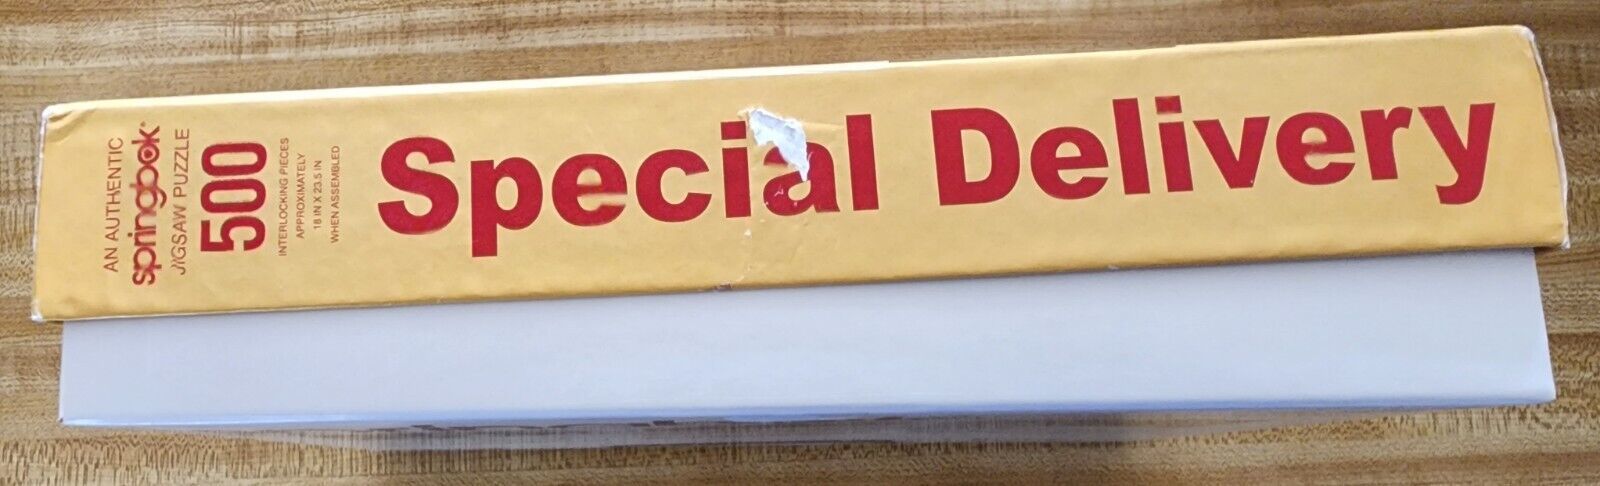 AN AUTHENTIC
springbok®
JIGSAW PUZZLE
500
INTERLOCKING PIECES
APPROXIMATELY
18 IN X 23.5 IN
WHEN ASSEMBLED
Special Delivery